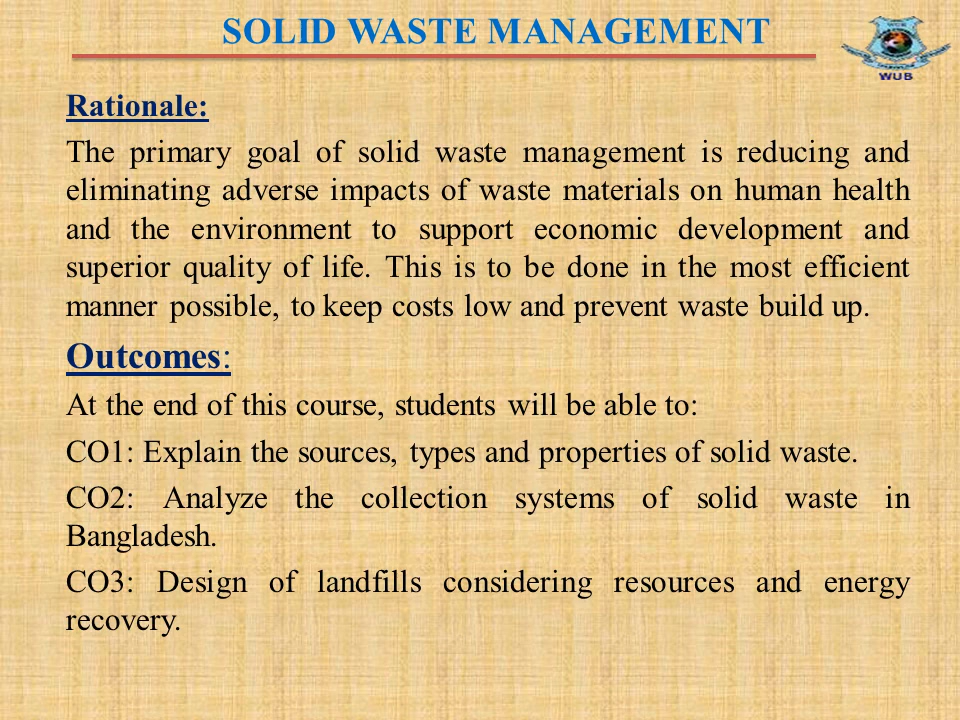 SOLID WASTE MANAGEMENT
WUB
Rationale:
The primary goal of solid waste management is reducing and
eliminating adverse impacts of waste materials on human health
and the environment to support economic development and
superior quality of life. This is to be done in the most efficient
manner possible, to keep costs low and prevent waste build up.
Outcomes:
At the end of this course, students will be able to:
CO1: Explain the sources, types and properties of solid waste.
CO2: Analyze the collection systems of solid waste in
Bangladesh.
CO3: Design of landfills considering resources and energy
recovery.